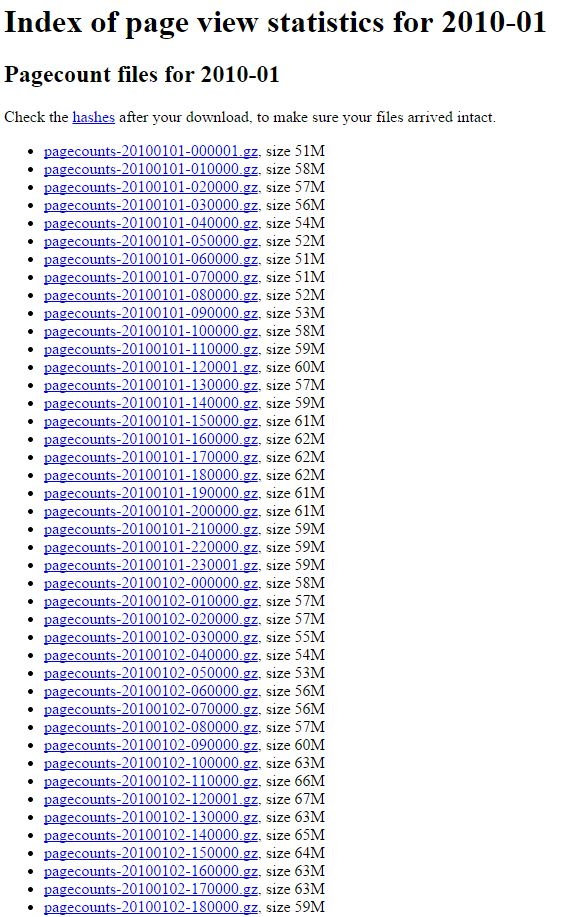 Index of page view statistics for 2010-01
Pagecount files for 2010-01
Check the hashes after your download, to make sure your files arrived intact.
pagecounts-20100101-000001.gz, size 51M
pagecounts-20100101-010000.gz, size 58M
pagecounts-20100101-020000.gz, size 57M
pagecounts-20100101-030000.gz, size 56M
pagecounts-20100101-040000.gz, size 54M
pagecounts-20100101-050000.gz, size 52M
pagecounts-20100101-060000.gz, size 51M
pagecounts-20100101-070000.gz, size 51M
pagecounts-20100101-080000.gz, size 52M
pagecounts-20100101-090000.gz, size 53M
pagecounts-20100101-100000.gz, size 58M
pagecounts-20100101-110000.gz, size 59M
pagecounts-20100101-120001.gz, size 60M
pagecounts-20100101-130000.gz, size 57M
pagecounts-20100101-140000.gz, size 59M
pagecounts-20100101-150000.gz, size 61M
pagecounts-20100101-160000.gz, size 62M
pagecounts-20100101-170000.gz, size 62M
pagecounts-20100101-180000.gz, size 62M
pagecounts-20100101-190000.gz, size 61M
pagecounts-20100101-200000.gz, size 61M
pagecounts-20100101-210000.gz, size 59M
pagecounts-20100101-220000.gz, size 59M
pagecounts-20100101-230001.gz, size 59M
pagecounts-20100102-000000.gz, size 58M
pagecounts-20100102-010000.gz, size 57M
pagecounts-20100102-020000.gz, size 57M
pagecounts-20100102-030000.gz, size 55M
pagecounts-20100102-040000.gz, size 54M
pagecounts-20100102-050000.gz, size 53M
pagecounts-20100102-060000.gz, size 56M
pagecounts-20100102-070000.gz, size 56M
pagecounts-20100102-080000.gz, size 57M
pagecounts-20100102-090000.gz, size 60M
pagecounts-20100102-100000.gz, size 63M
pagecounts-20100102-110000.gz, size 66M
pagecounts-20100102-120001.gz, size 67M
pagecounts-20100102-130000.gz, size 63M
pagecounts-20100102-140000.gz, size 65M
pagecounts-20100102-150000.gz, size 64M
pagecounts-20100102-160000.gz, size 63M
pagecounts-20100102-170000.gz, size 63M
pagecounts-20100102-180000.gz, size 59M